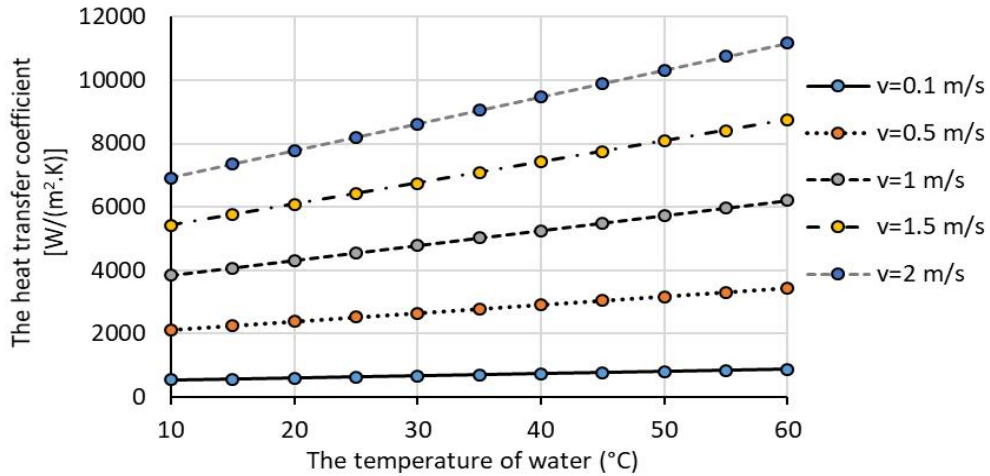 The heat transfer coefficient
[W/(m².K)]
12000
10000
8000
6000
4000
2000
0
10
20
30
40
50
60
The temperature of water (°C)
v=0.1 m/s
v=0.5 m/s
v=1 m/s
v=1.5 m/s
v=2 m/s